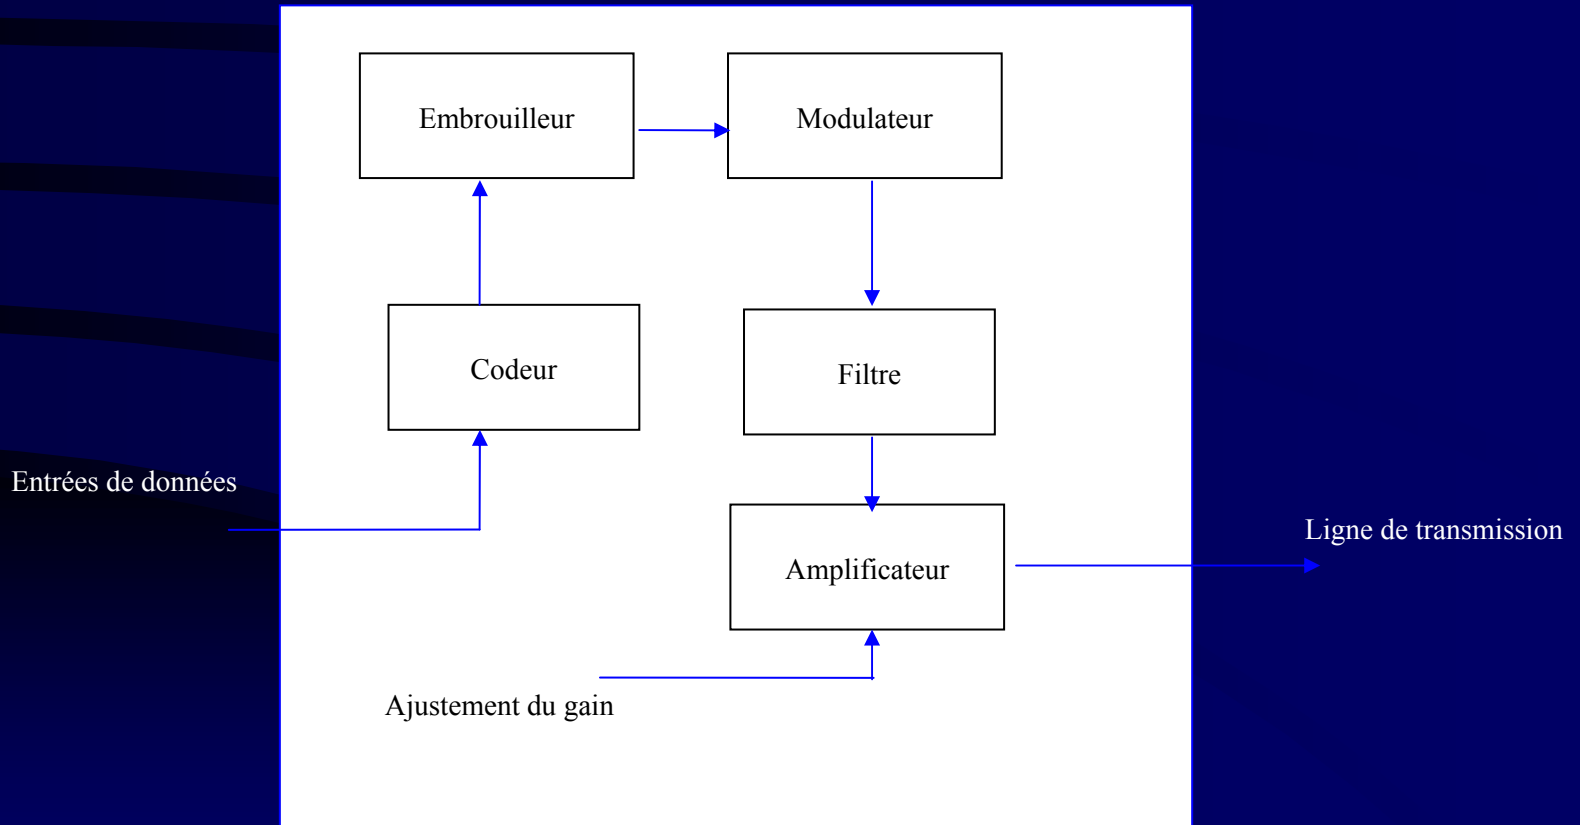 Embrouilleur
Modulateur
Codeur
Filtre
Entrées de données
Ligne de transmission
Amplificateur
Ajustement du gain